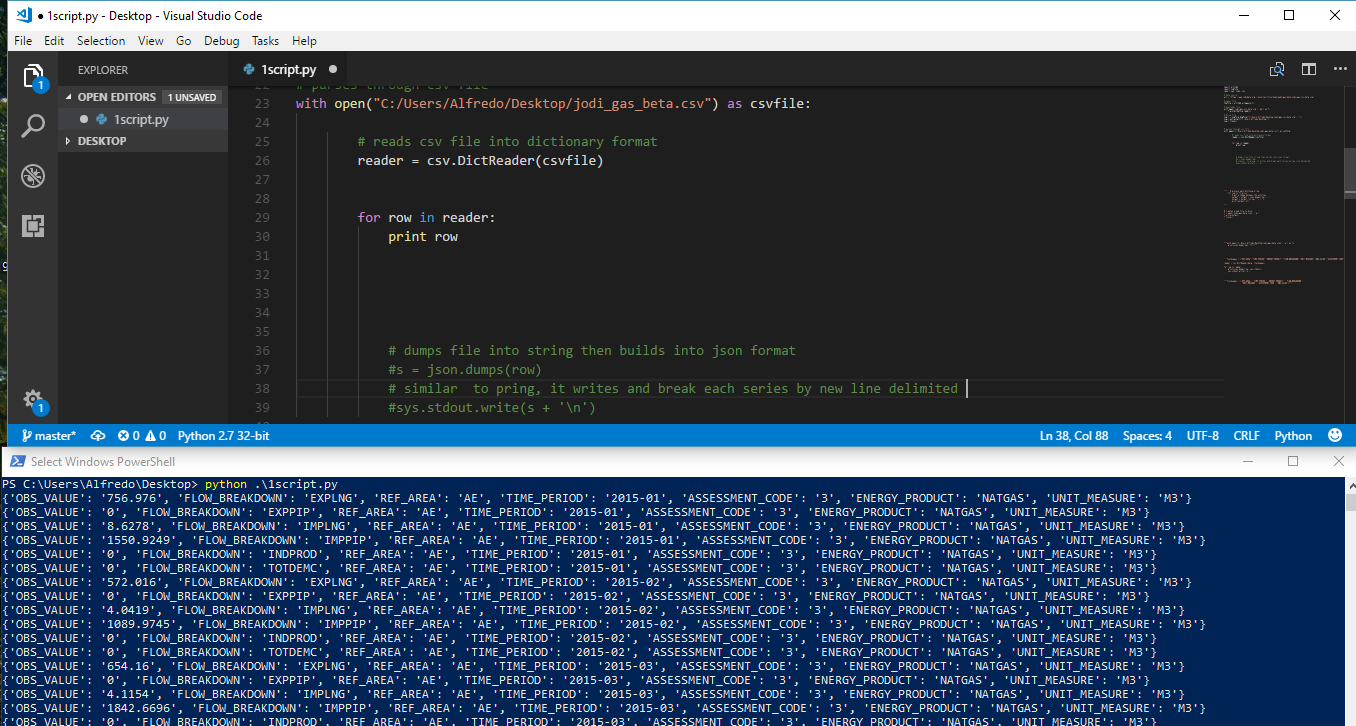 ● 1script.py - Desktop - Visual Studio Code
File Edit Selection View Go Debug Tasks Help
EXPLORER
1script.py ●
1
OPEN EDITORS 1 UNSAVED
● 1script.py
DESKTOP
22 # parses through csv file
23 with open("C:/Users/Alfredo/Desktop/jodi_gas_beta.csv") as csvfile:
24
25 # reads csv file into dictionary format
26 reader = csv.DictReader(csvfile)
27
28
29 for row in reader:
30 print row
31
32
33
34
35
36 # dumps file into string then builds into json format
37 #s = json.dumps(row)
38 # similar  to pring, it writes and break each series by new line delimited
39 #sys.stdout.write(s + '\n')
1
master* 0 0 Python 2.7 32-bit Ln 38, Col 88 Spaces: 4 UTF-8 CRLF Python
Select Windows PowerShell
PS C:\Users\Alfredo\Desktop> python .\1script.py
{'OBS_VALUE': '756.976', 'FLOW_BREAKDOWN': 'EXPLNG', 'REF_AREA': 'AE', 'TIME_PERIOD': '2015-01', 'ASSESSMENT_CODE': '3', 'ENERGY_PRODUCT': 'NATGAS', 'UNIT_MEASURE': 'M3'}
{'OBS_VALUE': '0', 'FLOW_BREAKDOWN': 'EXPPIP', 'REF_AREA': 'AE', 'TIME_PERIOD': '2015-01', 'ASSESSMENT_CODE': '3', 'ENERGY_PRODUCT': 'NATGAS', 'UNIT_MEASURE': 'M3'}
{'OBS_VALUE': '8.6278', 'FLOW_BREAKDOWN': 'IMPLNG', 'REF_AREA': 'AE', 'TIME_PERIOD': '2015-01', 'ASSESSMENT_CODE': '3', 'ENERGY_PRODUCT': 'NATGAS', 'UNIT_MEASURE': 'M3'}
{'OBS_VALUE': '1550.9249', 'FLOW_BREAKDOWN': 'IMPPIP', 'REF_AREA': 'AE', 'TIME_PERIOD': '2015-01', 'ASSESSMENT_CODE': '3', 'ENERGY_PRODUCT': 'NATGAS', 'UNIT_MEASURE': 'M3'}
{'OBS_VALUE': '0', 'FLOW_BREAKDOWN': 'INDPROD', 'REF_AREA': 'AE', 'TIME_PERIOD': '2015-01', 'ASSESSMENT_CODE': '3', 'ENERGY_PRODUCT': 'NATGAS', 'UNIT_MEASURE': 'M3'}
{'OBS_VALUE': '0', 'FLOW_BREAKDOWN': 'TOTDEMC', 'REF_AREA': 'AE', 'TIME_PERIOD': '2015-01', 'ASSESSMENT_CODE': '3', 'ENERGY_PRODUCT': 'NATGAS', 'UNIT_MEASURE': 'M3'}
{'OBS_VALUE': '572.016', 'FLOW_BREAKDOWN': 'EXPLNG', 'REF_AREA': 'AE', 'TIME_PERIOD': '2015-02', 'ASSESSMENT_CODE': '3', 'ENERGY_PRODUCT': 'NATGAS', 'UNIT_MEASURE': 'M3'}
{'OBS_VALUE': '0', 'FLOW_BREAKDOWN': 'EXPPIP', 'REF_AREA': 'AE', 'TIME_PERIOD': '2015-02', 'ASSESSMENT_CODE': '3', 'ENERGY_PRODUCT': 'NATGAS', 'UNIT_MEASURE': 'M3'}
{'OBS_VALUE': '4.0419', 'FLOW_BREAKDOWN': 'IMPLNG', 'REF_AREA': 'AE', 'TIME_PERIOD': '2015-02', 'ASSESSMENT_CODE': '3', 'ENERGY_PRODUCT': 'NATGAS', 'UNIT_MEASURE': 'M3'}
{'OBS_VALUE': '1089.9745', 'FLOW_BREAKDOWN': 'IMPPIP', 'REF_AREA': 'AE', 'TIME_PERIOD': '2015-02', 'ASSESSMENT_CODE': '3', 'ENERGY_PRODUCT': 'NATGAS', 'UNIT_MEASURE': 'M3'}
{'OBS_VALUE': '0', 'FLOW_BREAKDOWN': 'INDPROD', 'REF_AREA': 'AE', 'TIME_PERIOD': '2015-02', 'ASSESSMENT_CODE': '3', 'ENERGY_PRODUCT': 'NATGAS', 'UNIT_MEASURE': 'M3'}
{'OBS_VALUE': '0', 'FLOW_BREAKDOWN': 'TOTDEMC', 'REF_AREA': 'AE', 'TIME_PERIOD': '2015-02', 'ASSESSMENT_CODE': '3', 'ENERGY_PRODUCT': 'NATGAS', 'UNIT_MEASURE': 'M3'}
{'OBS_VALUE': '654.16', 'FLOW_BREAKDOWN': 'EXPLNG', 'REF_AREA': 'AE', 'TIME_PERIOD': '2015-03', 'ASSESSMENT_CODE': '3', 'ENERGY_PRODUCT': 'NATGAS', 'UNIT_MEASURE': 'M3'}
{'OBS_VALUE': '0', 'FLOW_BREAKDOWN': 'EXPPIP', 'REF_AREA': 'AE', 'TIME_PERIOD': '2015-03', 'ASSESSMENT_CODE': '3', 'ENERGY_PRODUCT': 'NATGAS', 'UNIT_MEASURE': 'M3'}
{'OBS_VALUE': '4.1154', 'FLOW_BREAKDOWN': 'IMPLNG', 'REF_AREA': 'AE', 'TIME_PERIOD': '2015-03', 'ASSESSMENT_CODE': '3', 'ENERGY_PRODUCT': 'NATGAS', 'UNIT_MEASURE': 'M3'}
{'OBS_VALUE': '1842.6696', 'FLOW_BREAKDOWN': 'IMPPIP', 'REF_AREA': 'AE', 'TIME_PERIOD': '2015-03', 'ASSESSMENT_CODE': '3', 'ENERGY_PRODUCT': 'NATGAS', 'UNIT_MEASURE': 'M3'}
{'OBS_VALUE': '0', 'FLOW_BREAKDOWN': 'INDPROD', 'REF_AREA': 'AE', 'TIME_PERIOD': '2015-03', 'ASSESSMENT_CODE': '3', 'ENERGY_PRODUCT': 'NATGAS', 'UNIT_MEASURE': 'M3'}